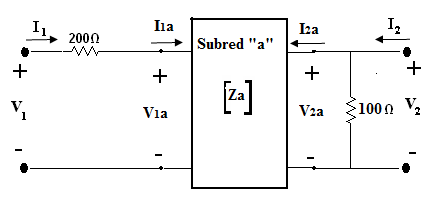 I₁ 200Ω I1a Subred "a" I2a I₂
+ + + +
V₁ V1a [Za] V2a 100Ω V₂
- - - -